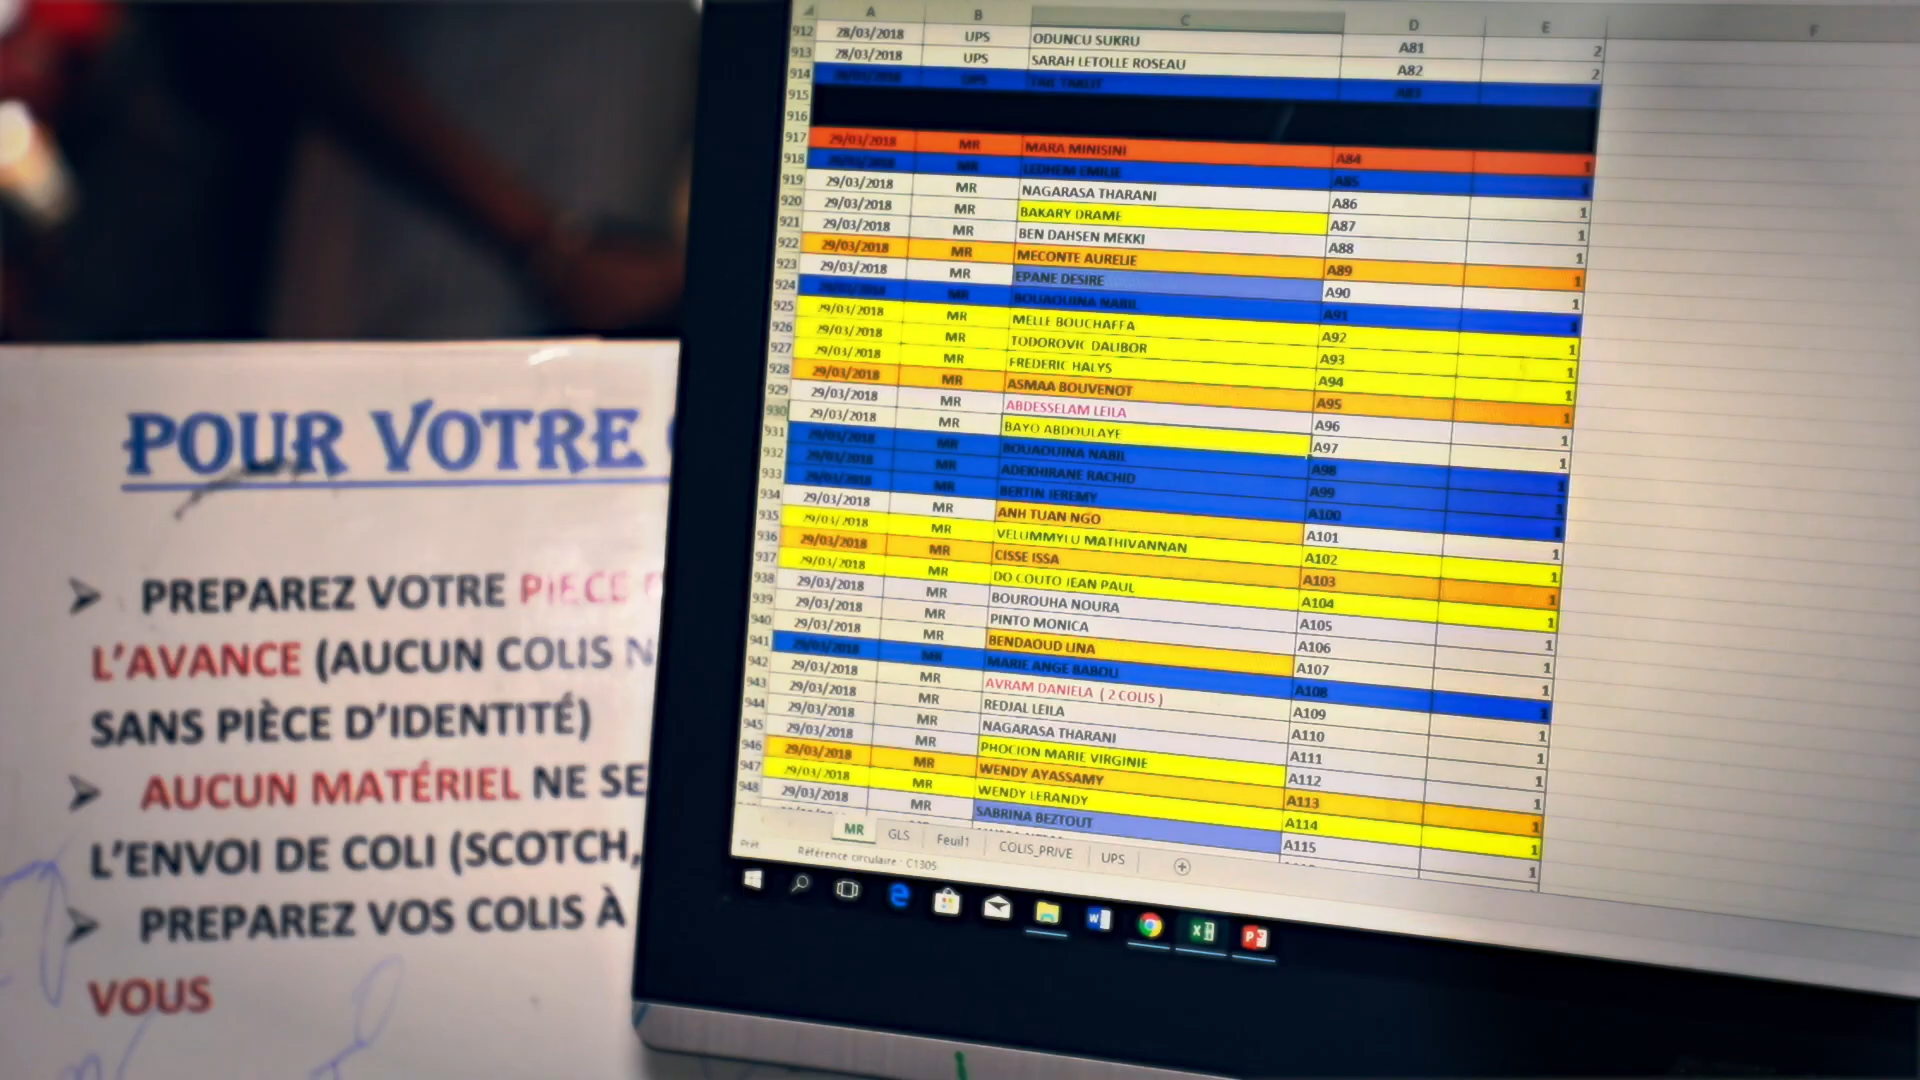 POUR VOTRE
➤ PREPAREZ VOTRE PIECE
L'AVANCE (AUCUN COLIS N
SANS PIÈCE D'IDENTITÉ)
➤ AUCUN MATÉRIEL NE SE
L'ENVOI DE COLI (SCOTCH,
➤ PREPAREZ VOS COLIS À
VOUS
A B C D E F
912 28/03/2018 UPS ODUNCU SUKRU A81 2
913 28/03/2018 UPS SARAH LETOLLE ROSEAU A82 2
914 UPS A83
915
916
917 29/03/2018 MR MARA MINISINI A84 1
918 29/03/2018 MR LEDHEM EMILIE A85 1
919 29/03/2018 MR NAGARASA THARANI A86 1
920 29/03/2018 MR BAKARY DRAME A87 1
921 29/03/2018 MR BEN DAHSEN MEKKI A88 1
922 29/03/2018 MR MECONTE AURELIE A89 1
923 29/03/2018 MR EPANE DESIRE A90 1
924 29/03/2018 MR BOUAOUINA NABIL A91 1
925 29/03/2018 MR MELLE BOUCHAFFA A92 1
926 29/03/2018 MR TODOROVIC DALIBOR A93 1
927 29/03/2018 MR FREDERIC HALYS A94 1
928 29/03/2018 MR ASMAA BOUVENOT A95 1
929 29/03/2018 MR ABDESSELAM LEILA A96 1
930 29/03/2018 MR BAYO ABDOULAYE A97 1
931 29/03/2018 MR BOUAOUINA NABIL A98 1
932 29/03/2018 MR ADEKHIRANE RACHID A99 1
933 29/03/2018 MR BERTIN JEREMY A100 1
934 29/03/2018 MR ANH TUAN NGO A101 1
935 29/03/2018 MR VELUMMYLU MATHIVANNAN A102 1
936 29/03/2018 MR CISSE ISSA A103 1
937 29/03/2018 MR DO COUTO JEAN PAUL A104 1
938 29/03/2018 MR BOUROUHA NOURA A105 1
939 29/03/2018 MR PINTO MONICA A106 1
940 29/03/2018 MR BENDAOUD LINA A107 1
941 29/03/2018 MR MARIE ANGE BABOU A108 1
942 29/03/2018 MR AVRAM DANIELA ( 2 COLIS ) A109 1
943 29/03/2018 MR REDJAL LEILA A110 1
944 29/03/2018 MR NAGARASA THARANI A111 1
945 29/03/2018 MR PHOCION MARIE VIRGINIE A112 1
946 29/03/2018 MR WENDY AYASSAMY A113 1
947 29/03/2018 MR WENDY LERANDY A114 1
948 29/03/2018 MR SABRINA BEZTOUT A115 1
MR GLS Feuil1 COLIS_PRIVE UPS
Prêt Référence circulaire : C1305